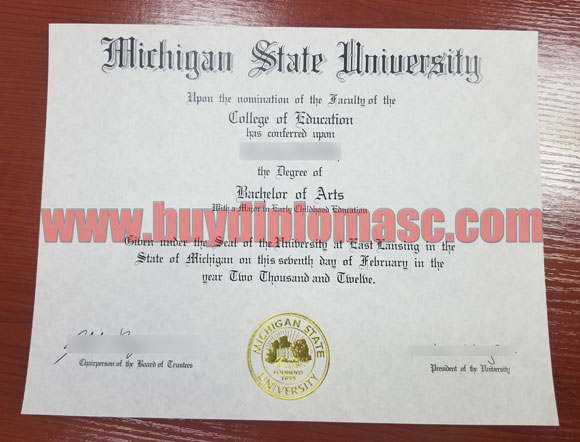 Michigan State University
Upon the nomination of the Faculty of the
College of Education
has conferred upon
the Degree of
Bachelor of Arts
With a Major in Early Childhood Education
www.buydiplomasc.com
Given under the Seal of the University at East Lansing in the
State of Michigan on this seventh day of February in the
year Two Thousand and Twelve.
MICHIGAN STATE
FOUNDED
1855
UNIVERSITY
Chairperson of the Board of Trustees
President of the University